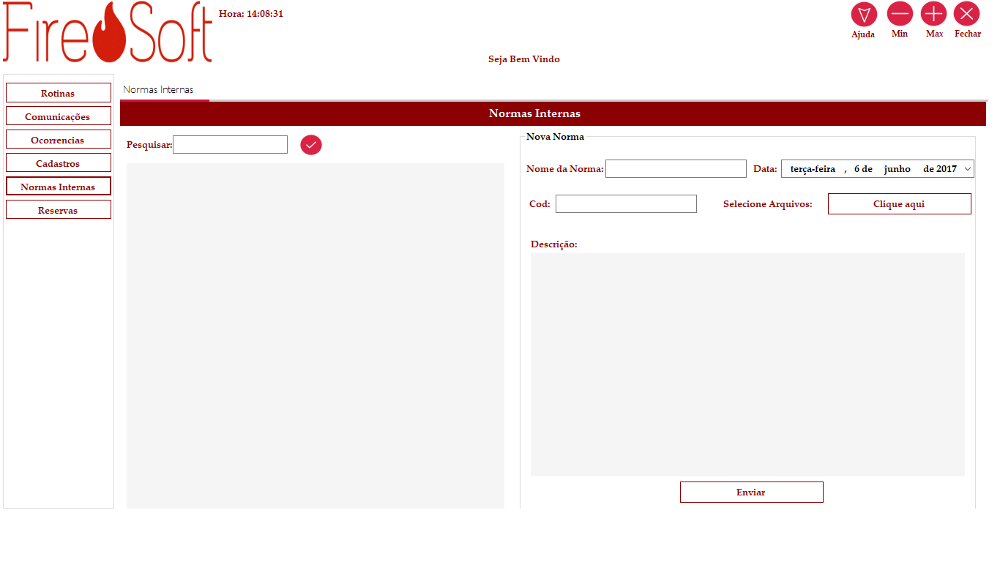 Fire Soft
Hora: 14:08:31
Ajuda
Min
Max
Fechar
Seja Bem Vindo
Rotinas
Comunicações
Ocorrencias
Cadastros
Normas Internas
Reservas
Normas Internas
Normas Internas
Pesquisar:
Nova Norma
Nome da Norma:
Data: terça-feira , 6 de junho de 2017
Cod:
Selecione Arquivos: Clique aqui
Descrição:
Enviar